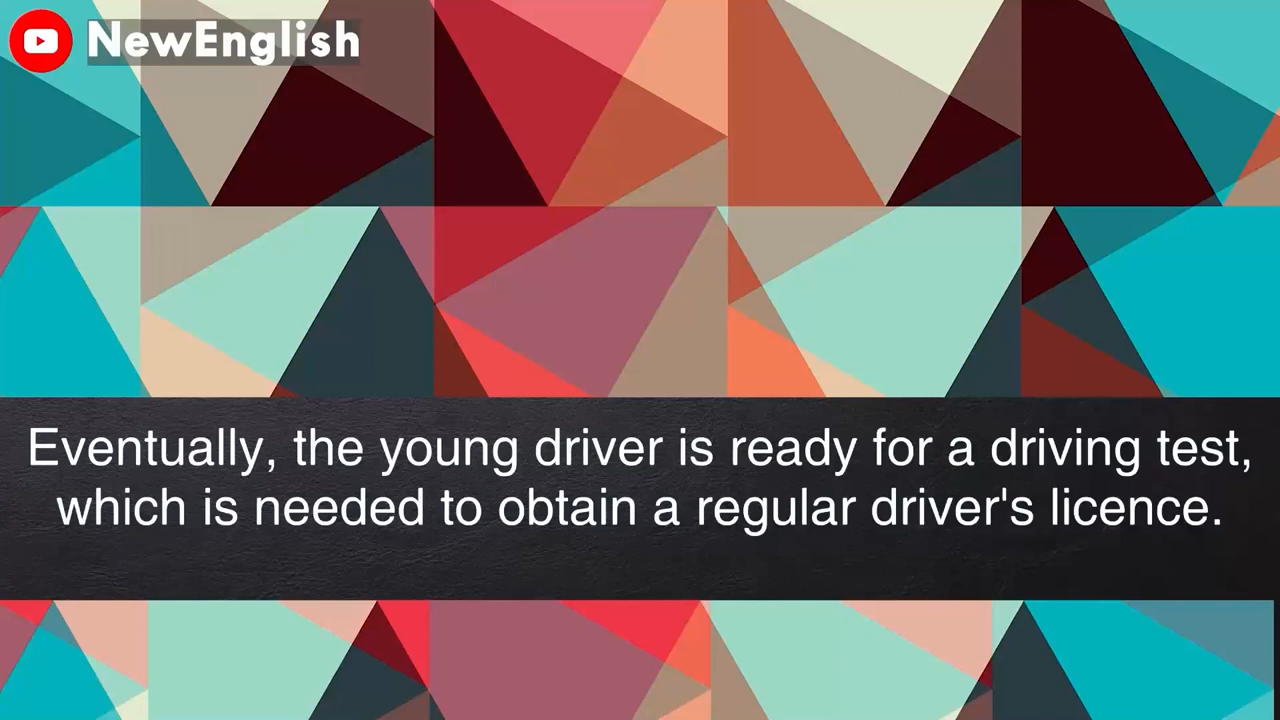 NewEnglish
Eventually, the young driver is ready for a driving test,
which is needed to obtain a regular driver's licence.